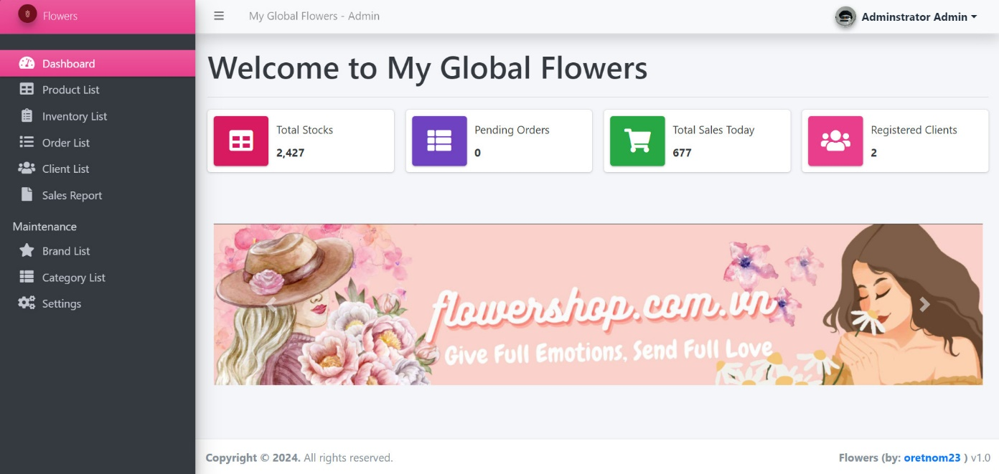 Flowers
My Global Flowers - Admin
Adminstrator Admin
Dashboard
Product List
Inventory List
Order List
Client List
Sales Report
Maintenance
Brand List
Category List
Settings
Welcome to My Global Flowers
Total Stocks
2,427
Pending Orders
0
Total Sales Today
677
Registered Clients
2
flowershop.com.vn
Give Full Emotions, Send Full Love
Copyright © 2024. All rights reserved.
Flowers (by: oretnom23 ) v1.0